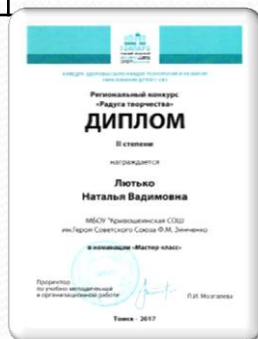 Региональный конкурс
«Радуга творчества»
ДИПЛОМ
II степени
награждается
Лютько
Наталья Вадимовна
МБОУ "Кривошеинская СОШ
им.Героя Советского Союза Ф.М. Зинченко
в номинации «Мастер класс»
Проректор
по учебно методической
и организационной работе
П.И. Мозгалева
Томск - 2017